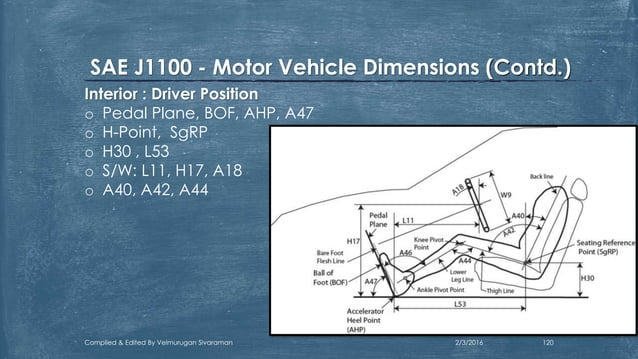 SAE J1100 - Motor Vehicle Dimensions (Contd.)
Interior : Driver Position
o Pedal Plane, BOF, AHP, A47
o H-Point, SgRP
o H30 , L53
o S/W: L11, H17, A18
o A40, A42, A44
Back line
A18
W9
Pedal
Plane
L11
A40
A42
H17
Knee Pivot
Point
Seating Reference
Point (SgRP)
Bare Foot
Flesh Line
A46
A44
Ball of
Foot (BOF)
A47
Lower
Leg Line
H30
Ankle Pivot Point
Thigh Line
L53
Accelerator
Heel Point
(AHP)
Complied & Edited By Velmurugan Sivaraman
2/3/2016
120